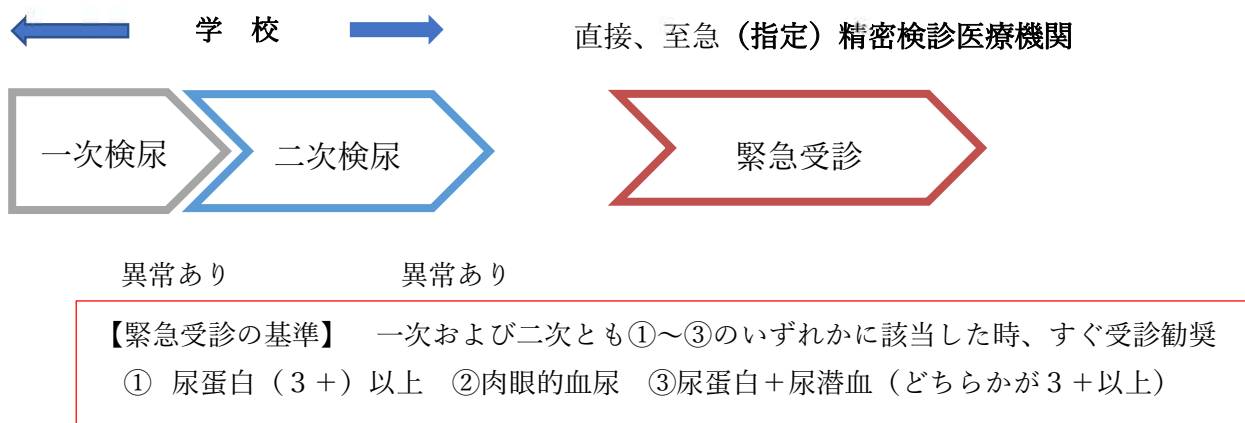 学 校
直接、至急（指定）精密検診医療機関
一次検尿
二次検尿
緊急受診
異常あり 異常あり
【緊急受診の基準】 一次および二次とも①～③のいずれかに該当した時、すぐ受診勧奨
① 尿蛋白（３＋）以上 ②肉眼的血尿 ③尿蛋白＋尿潜血（どちらかが３＋以上）